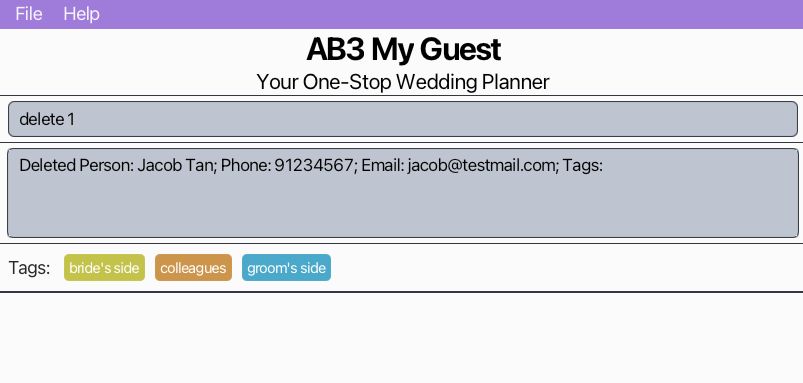 File Help
AB3 My Guest
Your One-Stop Wedding Planner
delete 1
Deleted Person: Jacob Tan; Phone: 91234567; Email: jacob@testmail.com; Tags:
Tags: bride's side colleagues groom's side